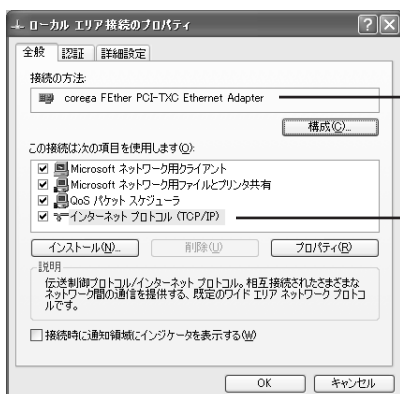 ローカル エリア接続のプロパティ
全般 認証 詳細設定
接続の方法:
corega FEther PCI-TXC Ethernet Adapter
構成(C)...
この接続は次の項目を使用します(O):
Microsoft ネットワーク用クライアント
Microsoft ネットワーク用ファイルとプリンタ共有
QoS パケット スケジューラ
インターネット プロトコル (TCP/IP)
インストール(N)... 削除(U) プロパティ(R)
説明
伝送制御プロトコル/インターネット プロトコル。相互接続されたさまざまな
ネットワーク間の通信を提供する、既定のワイド エリア ネットワーク プロトコ
ルです。
接続時に通知領域にインジケータを表示する(W)
OK キャンセル